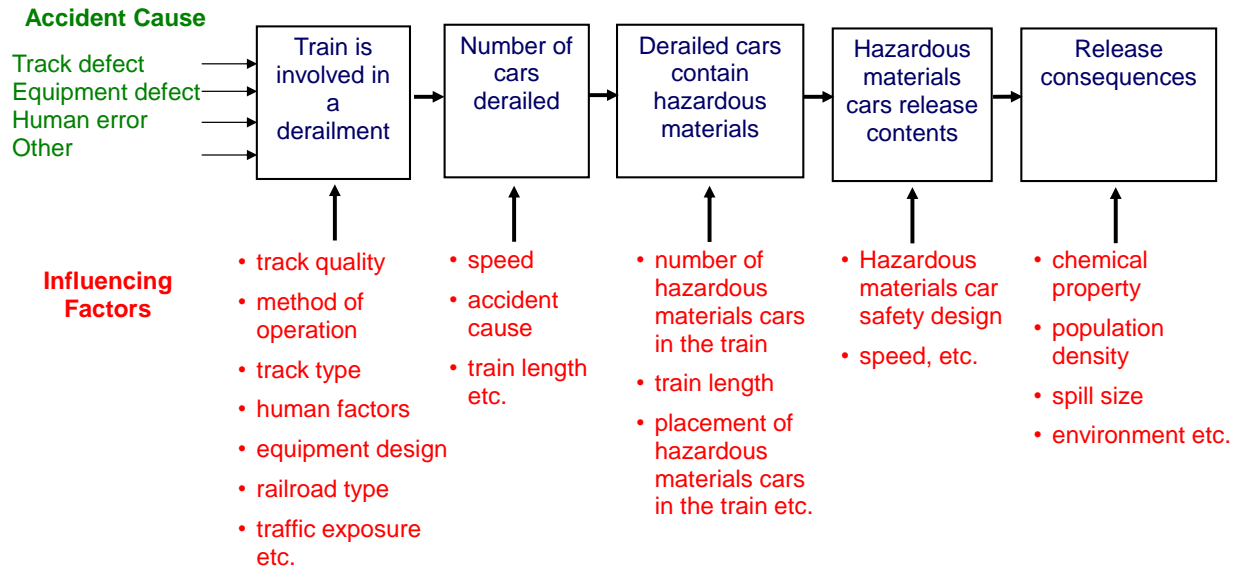 Accident Cause
Track defect
Equipment defect
Human error
Other
Train is
involved in
a
derailment
Number of
cars
derailed
Derailed cars
contain
hazardous
materials
Hazardous
materials
cars release
contents
Release
consequences
Influencing
Factors
• track quality
• method of
operation
• track type
• human factors
• equipment design
• railroad type
• traffic exposure
etc.
• speed
• accident
cause
• train length
etc.
• number of
hazardous
materials cars
in the train
• train length
• placement of
hazardous
materials cars
in the train etc.
• Hazardous
materials car
safety design
• speed, etc.
• chemical
property
• population
density
• spill size
• environment etc.